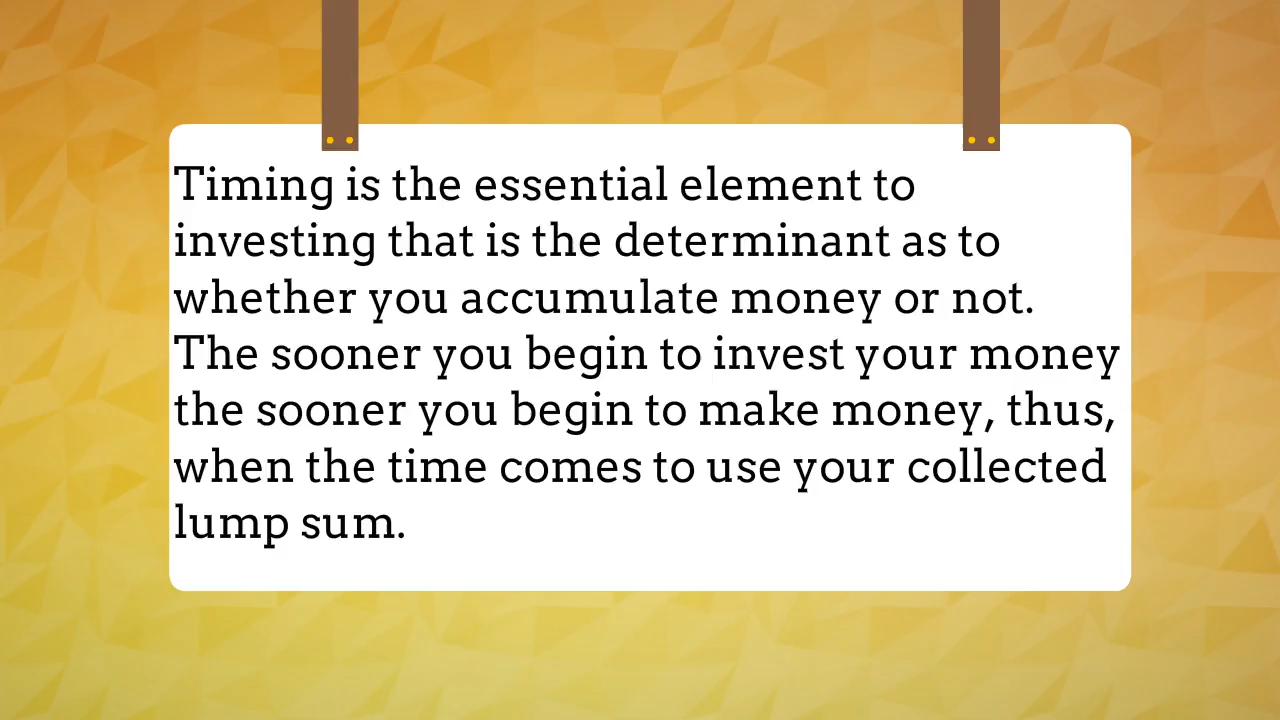 Timing is the essential element to
investing that is the determinant as to
whether you accumulate money or not.
The sooner you begin to invest your money
the sooner you begin to make money, thus,
when the time comes to use your collected
lump sum.